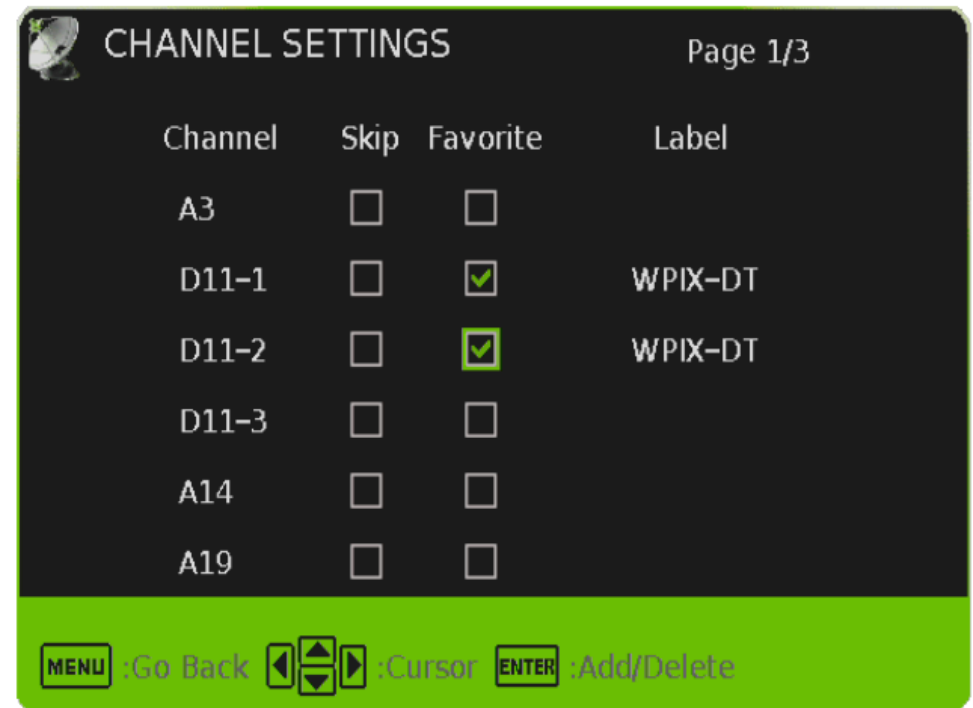 CHANNEL SETTINGS Page 1/3
Channel Skip Favorite Label
A3
D11-1 WPIX-DT
D11-2 WPIX-DT
D11-3
A14
A19
MENU :Go Back :Cursor ENTER :Add/Delete